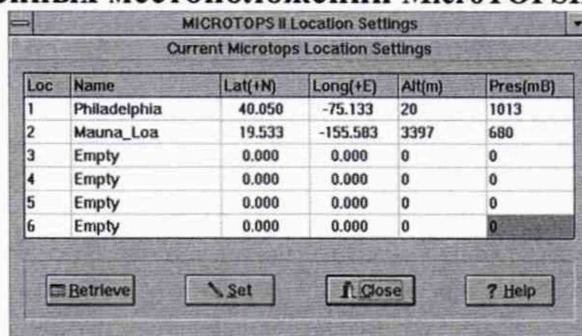 местоположений MicroTOPS
MICROTOPS II Location Settings
Current Microtops Location Settings
Loc Name Lat(+N) Long(+E) Alt(m) Pres(mB)
1 Philadelphia 40.050 -75.133 20 1013
2 Mauna_Loa 19.533 -155.583 3397 680
3 Empty 0.000 0.000 0 0
4 Empty 0.000 0.000 0 0
5 Empty 0.000 0.000 0 0
6 Empty 0.000 0.000 0 0
Retrieve Set Close ? Help